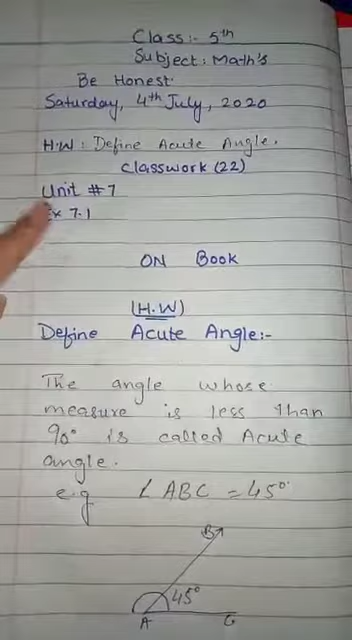 Class:- 5th
Subject: Math's
Be Honest
Saturday, 4th July, 2020
H.W: Define Acute Angle.
Classwork (22)
Unit #7
Ex 7.1
ON Book
(H.W)
Define Acute Angle:-
The angle whose
measure is less than
90° is called Acute
angle.
e.g ∠ABC = 45°
B
45°
A C